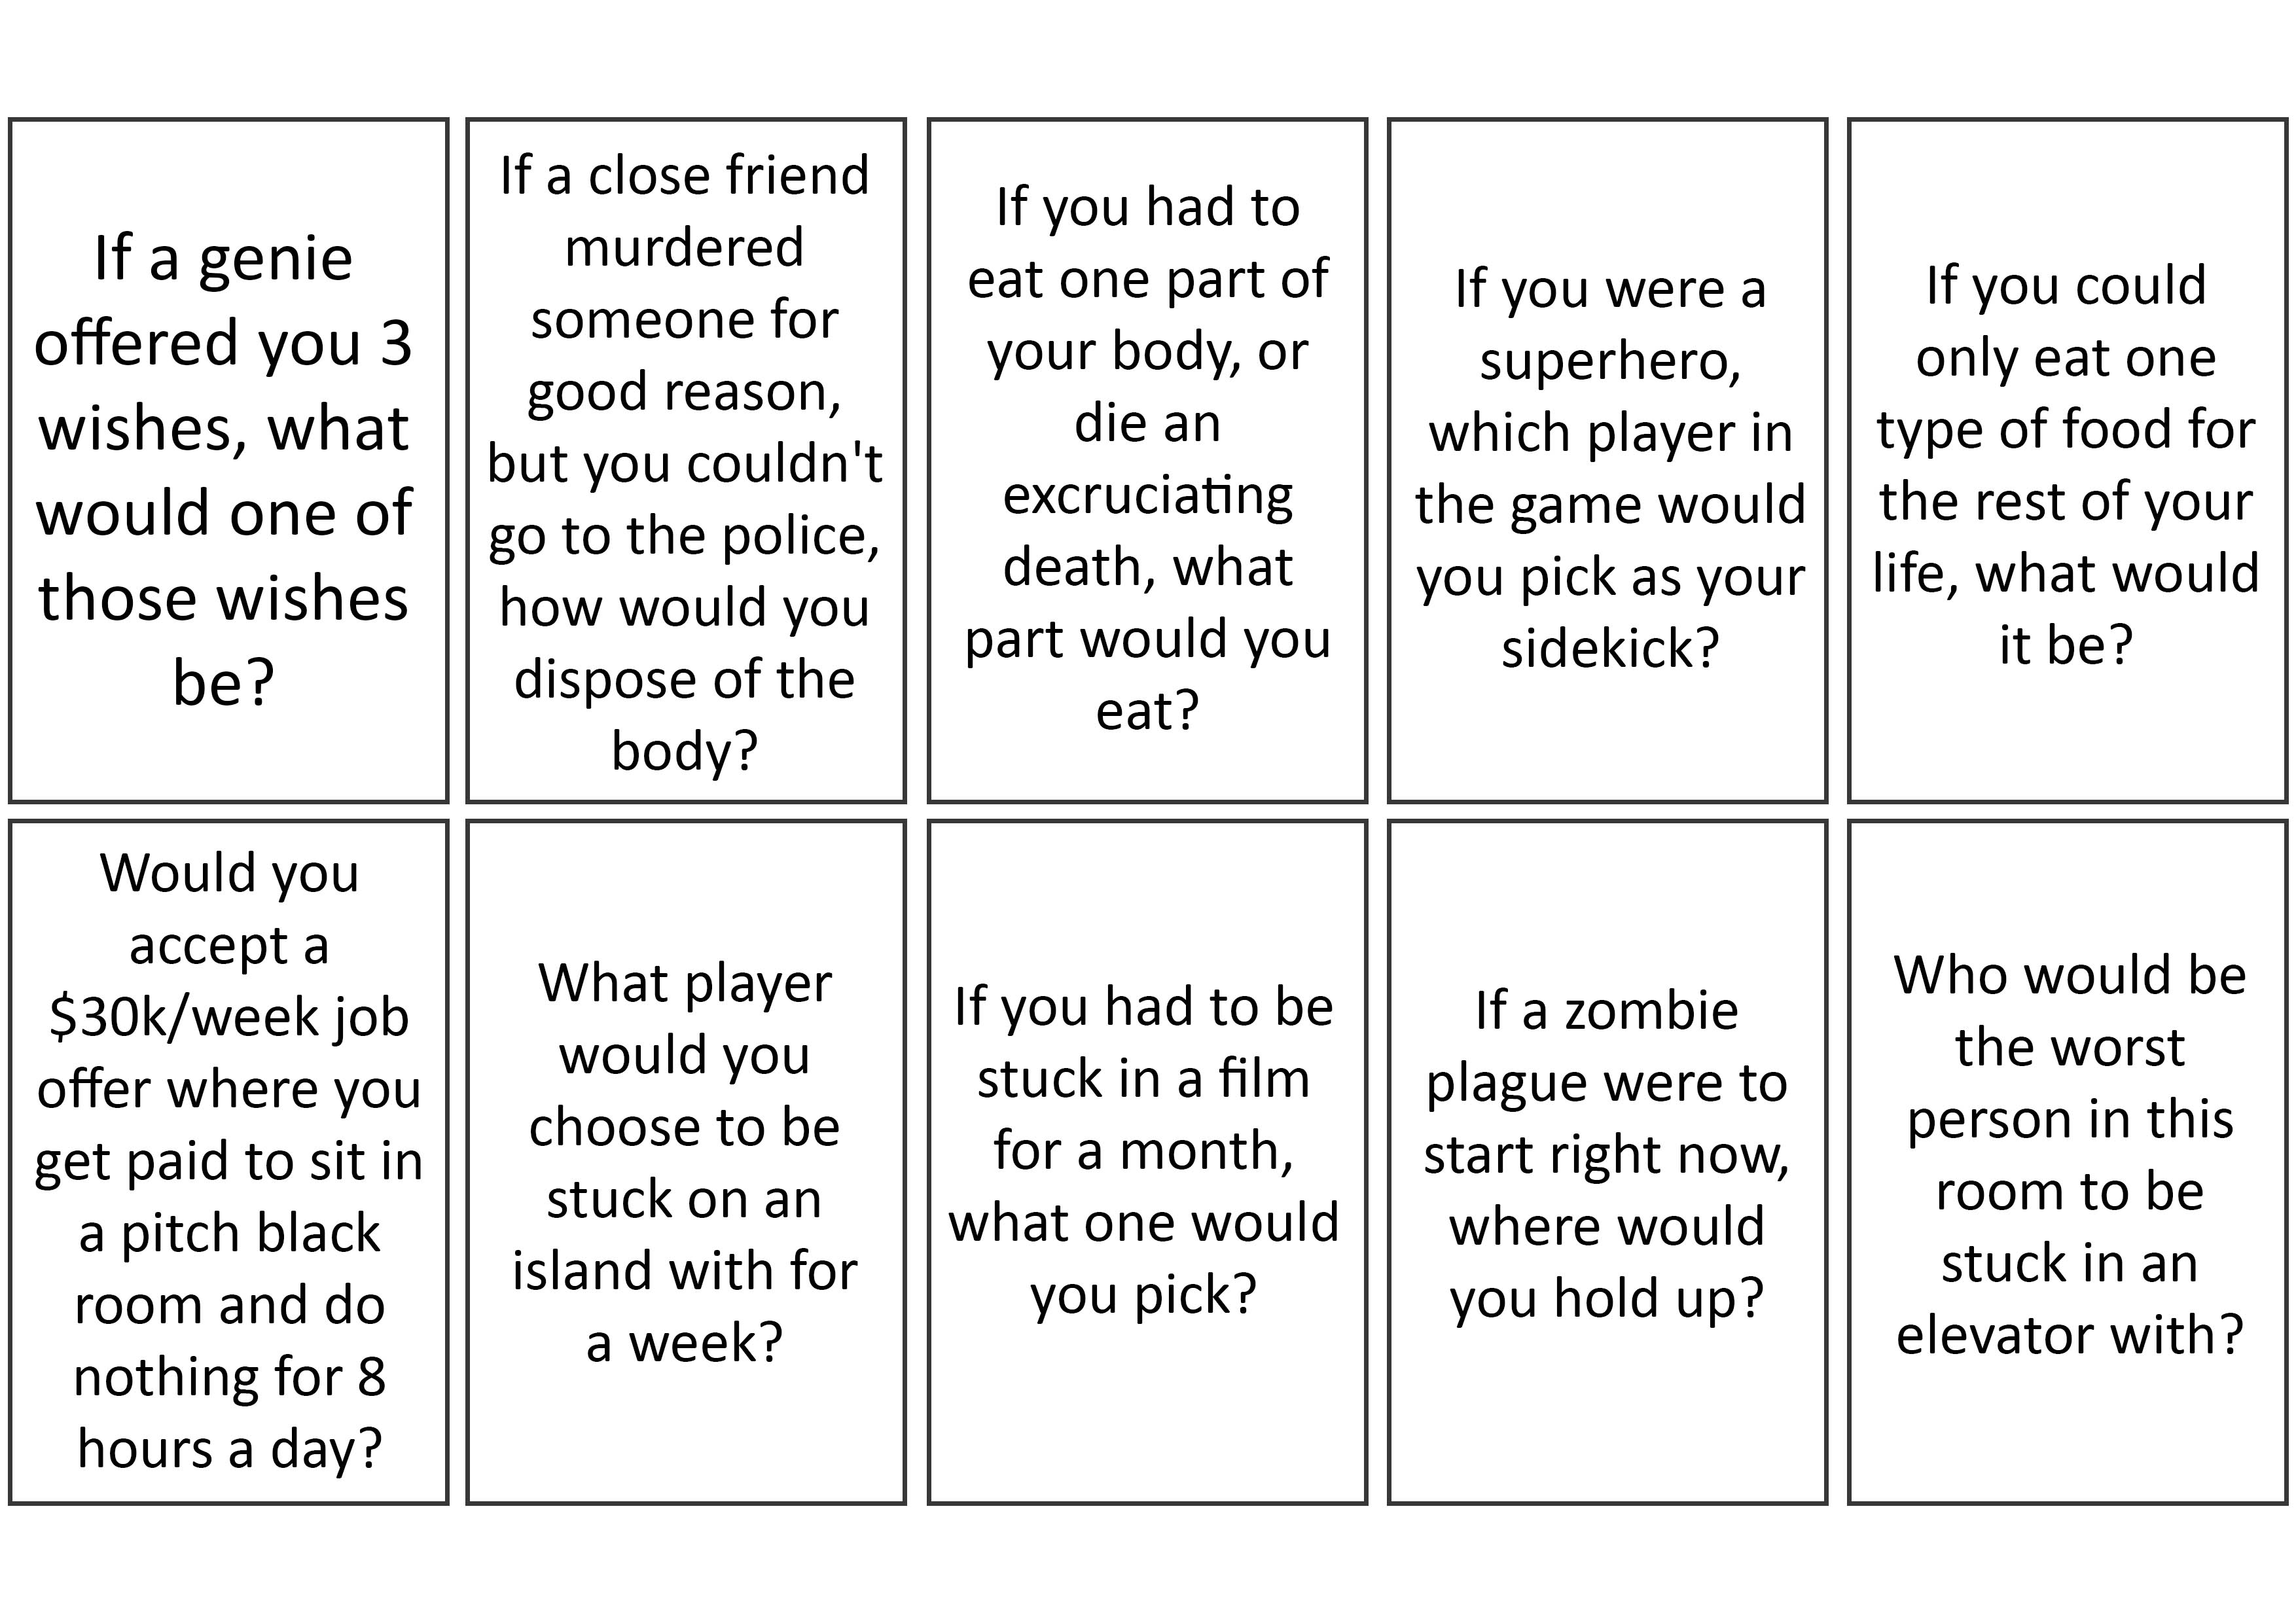 If a genie
offered you 3
wishes, what
would one of
those wishes
be?
If a close friend
murdered
someone for
good reason,
but you couldn't
go to the police,
how would you
dispose of the
body?
If you had to
eat one part of
your body, or
die an
excruciating
death, what
part would you
eat?
If you were a
superhero,
which player in
the game would
you pick as your
sidekick?
If you could
only eat one
type of food for
the rest of your
life, what would
it be?
Would you
accept a
$30k/week job
offer where you
get paid to sit in
a pitch black
room and do
nothing for 8
hours a day?
What player
would you
choose to be
stuck on an
island with for
a week?
If you had to be
stuck in a film
for a month,
what one would
you pick?
If a zombie
plague were to
start right now,
where would
you hold up?
Who would be
the worst
person in this
room to be
stuck in an
elevator with?